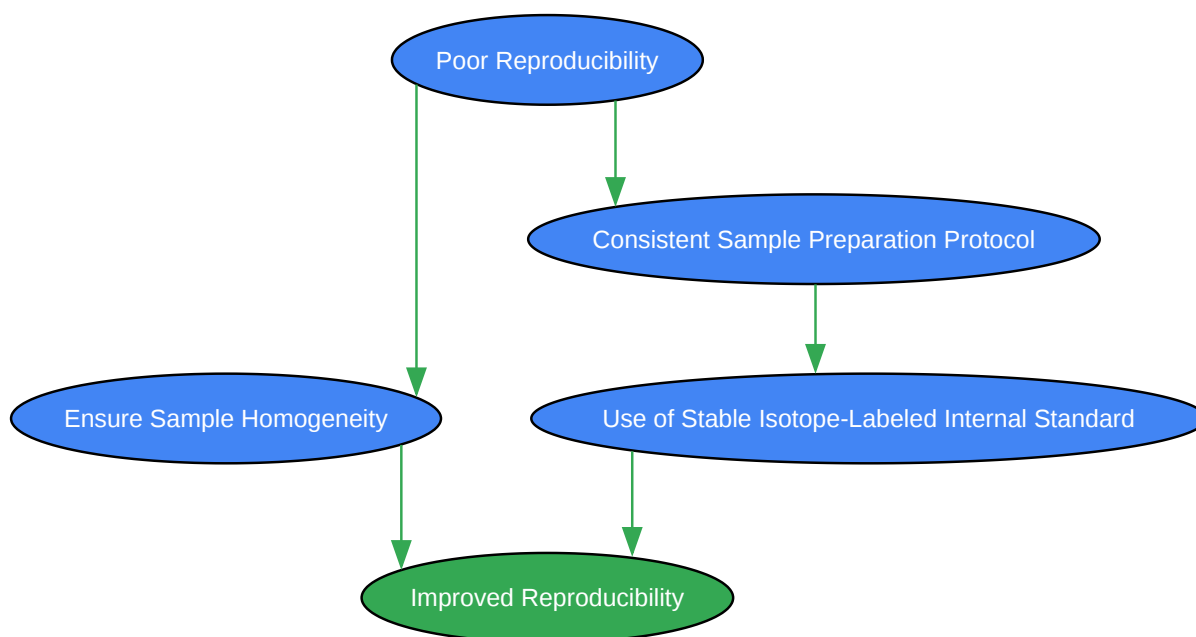 Poor Reproducibility
Consistent Sample Preparation Protocol
Ensure Sample Homogeneity
Use of Stable Isotope-Labeled Internal Standard
Improved Reproducibility